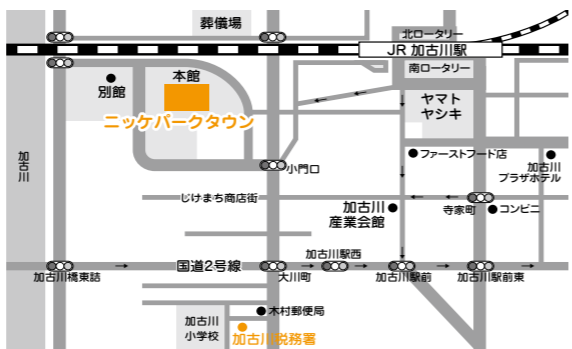 葬儀場
北ロータリー
JR 加古川駅
南ロータリー
本館
別館
ニッケパークタウン
ヤマト
ヤシキ
加古川
ファーストフード店
加古川
プラザホテル
小門口
じけまち商店街
加古川
産業会館
寺家町
コンビニ
国道2号線
加古川駅西
加古川橋東詰
大川町
加古川駅前
加古川駅前東
木村郵便局
加古川
小学校
加古川税務署